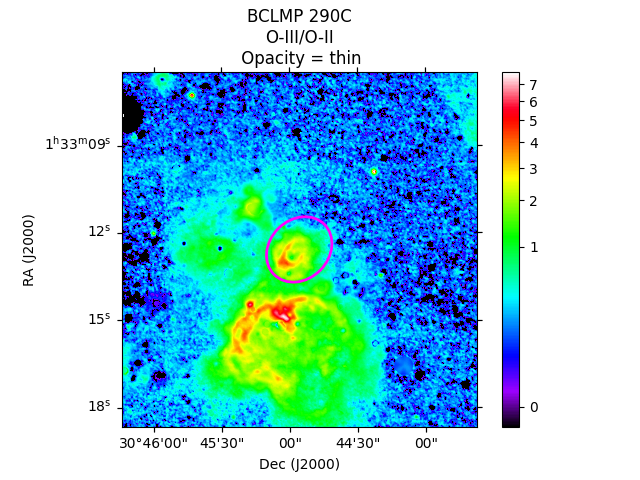 BCLMP 290C
O-III/O-II
Opacity = thin
7
6
5
4
3
2
1
0
1ʰ33ᵐ09ˢ
12ˢ
15ˢ
18ˢ
RA (J2000)
30°46'00" 45'30" 00" 44'30" 00"
Dec (J2000)